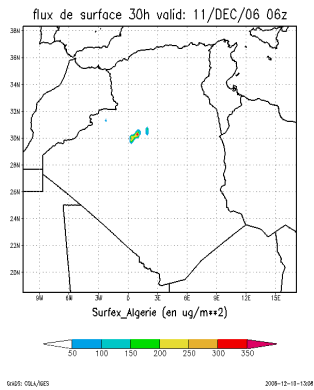 flux de surface 30h valid: 11/DEC/06 06z
38N
36N
34N
32N
30N
28N
26N
24N
22N
20N
9W 6W 3W 0 3E 6E 9E 12E 15E
Surfex_Algerie (en ug/m**2)
50 100 150 200 250 300 350
GrADS: COLA/IGES 2006-12-10-13:06